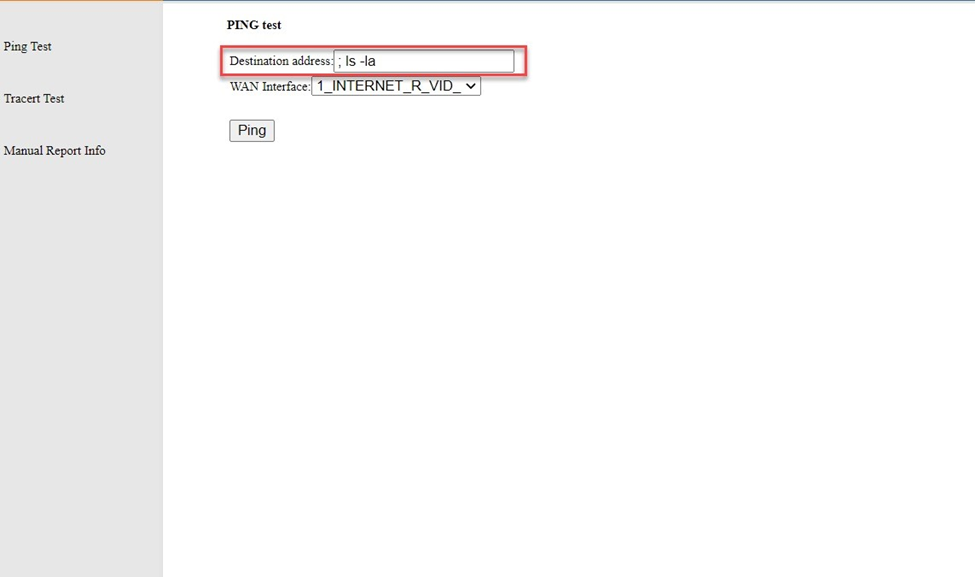 PING test
Ping Test
Destination address: ; ls -la
WAN Interface: 1_INTERNET_R_VID_
Tracert Test
Ping
Manual Report Info